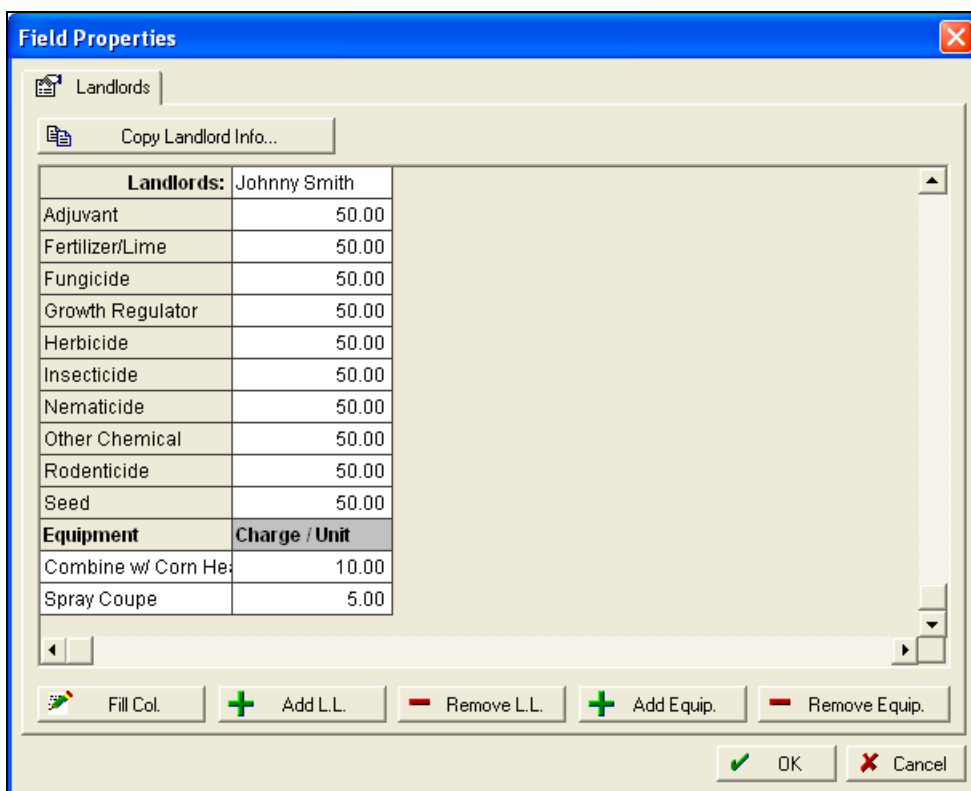 Field Properties
Landlords
Copy Landlord Info...
Landlords: Johnny Smith
Adjuvant 50.00
Fertilizer/Lime 50.00
Fungicide 50.00
Growth Regulator 50.00
Herbicide 50.00
Insecticide 50.00
Nematicide 50.00
Other Chemical 50.00
Rodenticide 50.00
Seed 50.00
Equipment Charge / Unit
Combine w/ Corn Hea 10.00
Spray Coupe 5.00
Fill Col. Add L.L. Remove L.L. Add Equip. Remove Equip.
OK Cancel